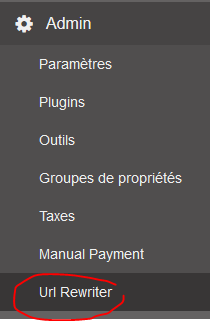 Admin
Paramètres
Plugins
Outils
Groupes de propriétés
Taxes
Manual Payment
Url Rewriter